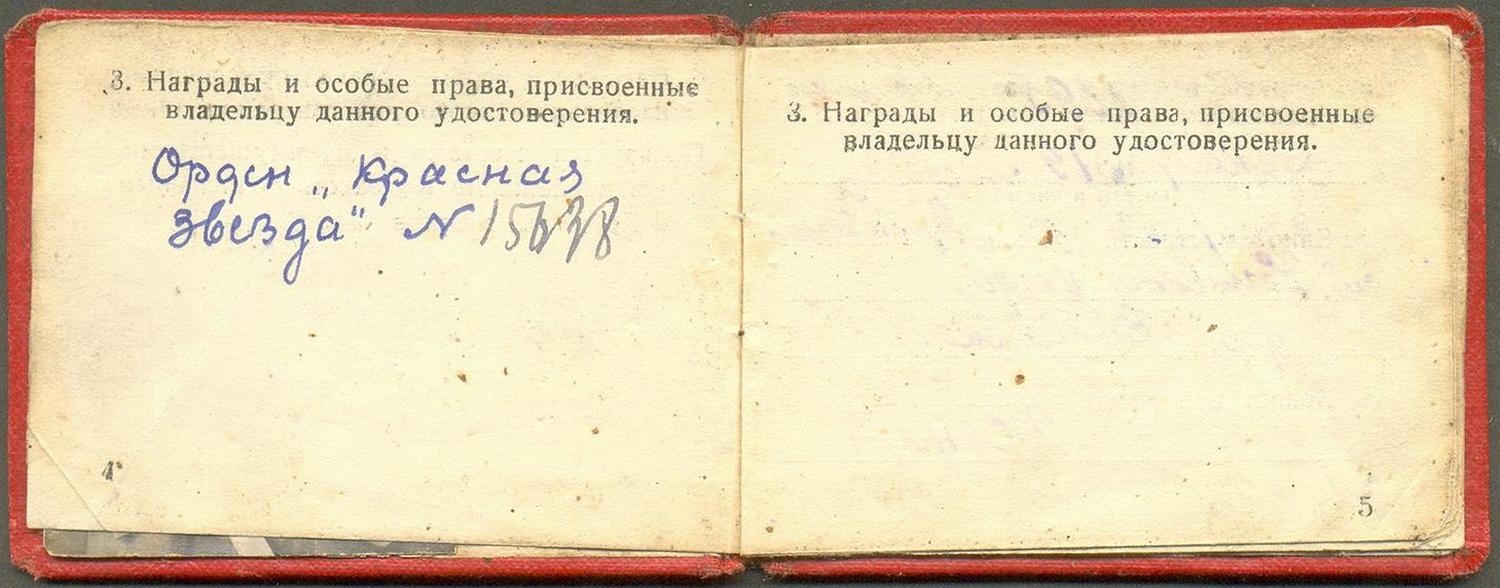 3. Награды и особые права, присвоенные
владельцу данного удостоверения.
Орден „Красная
Звезда" N
4
3. Награды и особые права, присвоенные
владельцу данного удостоверения.
5